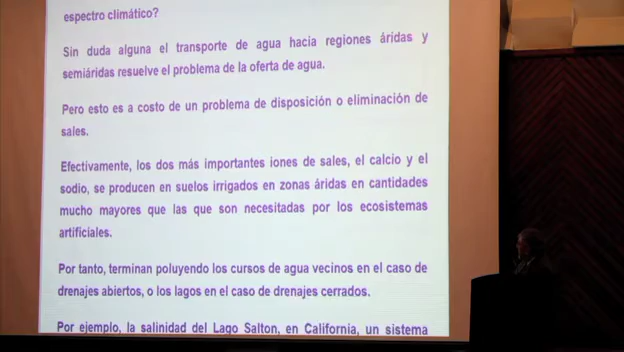 espectro climático?
Sin duda alguna el transporte de agua hacia regiones áridas y
semiáridas resuelve el problema de la oferta de agua.
Pero esto es a costo de un problema de disposición o eliminación de
sales.
Efectivamente, los dos más importantes iones de sales, el calcio y el
sodio, se producen en suelos irrigados en zonas áridas en cantidades
mucho mayores que las que son necesitadas por los ecosistemas
artificiales.
Por tanto, terminan poluyendo los cursos de agua vecinos en el caso de
drenajes abiertos, o los lagos en el caso de drenajes cerrados.
Por ejemplo, la salinidad del Lago Salton, en California, un sistema